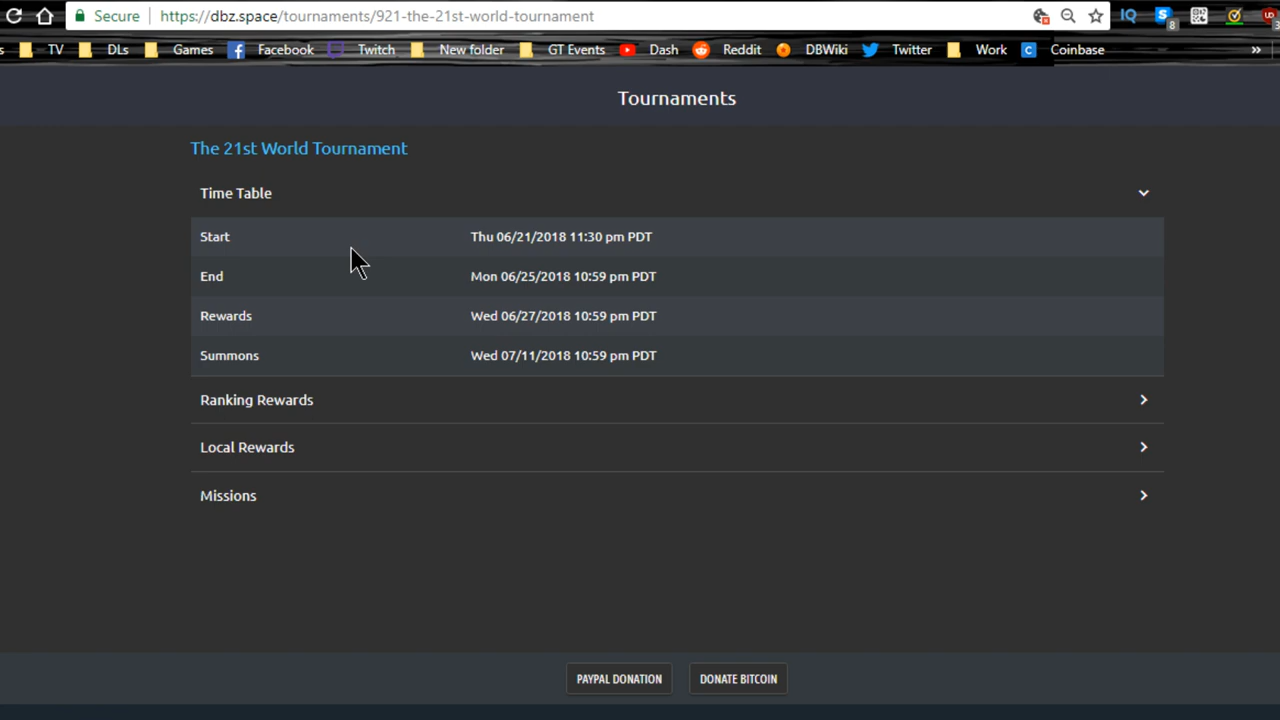 Secure https://dbz.space/tournaments/921-the-21st-world-tournament IQ 8
s TV DLs Games Facebook Twitch New folder GT Events Dash Reddit DBWiki Twitter Work C Coinbase »
Tournaments
The 21st World Tournament
Time Table
Start Thu 06/21/2018 11:30 pm PDT
End Mon 06/25/2018 10:59 pm PDT
Rewards Wed 06/27/2018 10:59 pm PDT
Summons Wed 07/11/2018 10:59 pm PDT
Ranking Rewards
Local Rewards
Missions
PAYPAL DONATION DONATE BITCOIN